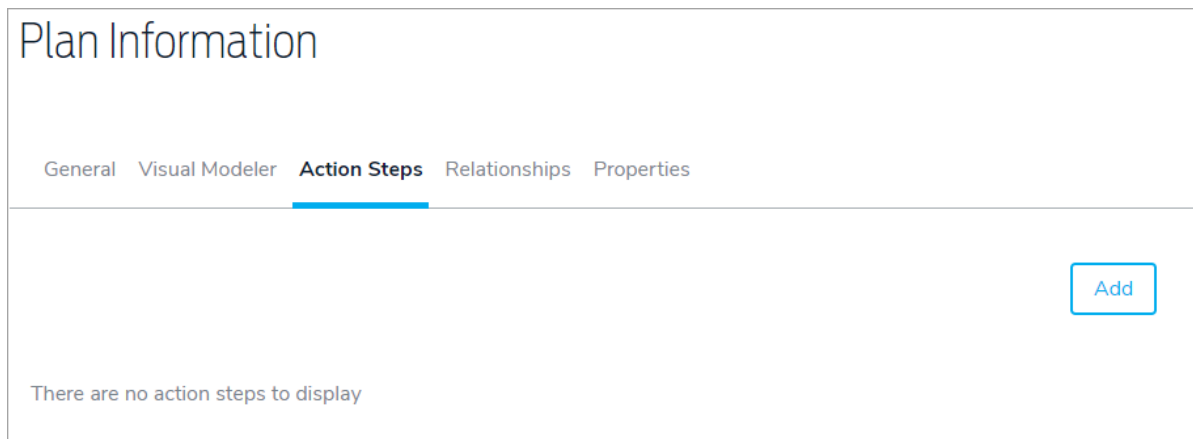 Plan Information
General Visual Modeler Action Steps Relationships Properties
Add
There are no action steps to display